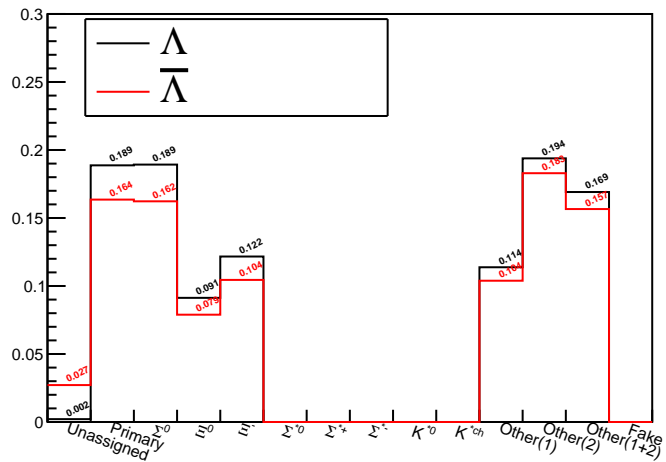 0.3
0.25
0.2
0.15
0.1
0.05
0
Λ
Λ̅
0.002
0.189
0.189
0.091
0.122
0.114
0.194
0.169
0.027
0.164
0.162
0.079
0.104
0.104
0.183
0.157
Unassigned
Primary
Σ⁰
Ξ⁰
Ξ⁻
Σ*⁰
Σ*⁺
Σ*⁻
K*⁰
K*ch
Other(1)
Other(2)
Other(1+2)
Fake